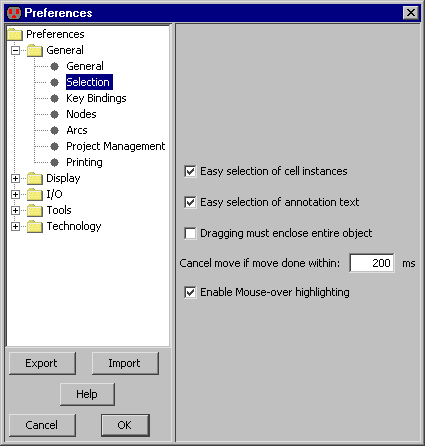 Preferences
Preferences
General
General
Selection
Key Bindings
Nodes
Arcs
Project Management
Printing
Display
I/O
Tools
Technology
Easy selection of cell instances
Easy selection of annotation text
Dragging must enclose entire object
Cancel move if move done within: 200 ms
Enable Mouse-over highlighting
Export Import
Help
Cancel OK